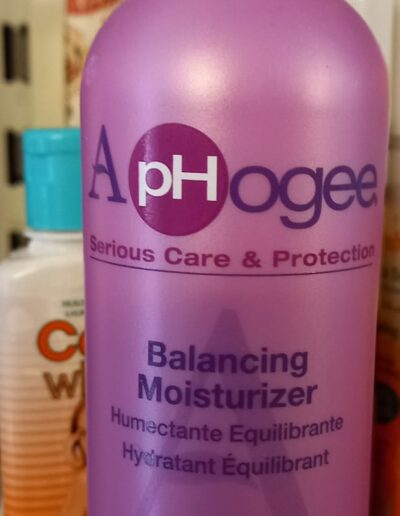 ApHogee
Serious Care & Protection
Balancing
Moisturizer
Humectante Equilibrante
Hydratant Équilibrant
A